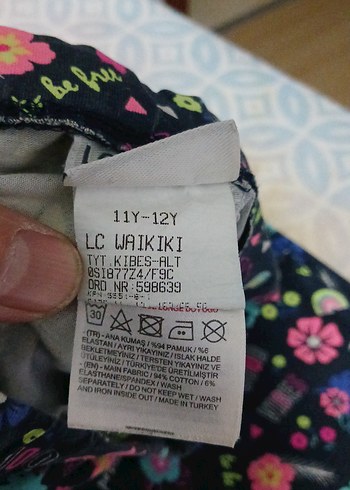 be free
11Y-12Y
LC WAIKIKI
TYT.KIBES-ALT
0SI877Z4/F9C
ORD NR:598639
30
(TR) - ANA KUMAŞ / %94 PAMUK / %6
ELASTAN / AYRI YIKAYINIZ / ISLAK HALDE
BEKLETMEYİNİZ / TERSTEN YIKAYINIZ VE
ÜTÜLEYİNİZ / TÜRKİYE'DE ÜRETİLMİŞTİR
(EN) - MAIN FABRIC / 94% COTTON / 6%
ELASTHAN(SPANDEX) / WASH
SEPARATELY / DO NOT KEEP WET / WASH
AND IRON INSIDE OUT / MADE IN TURKEY